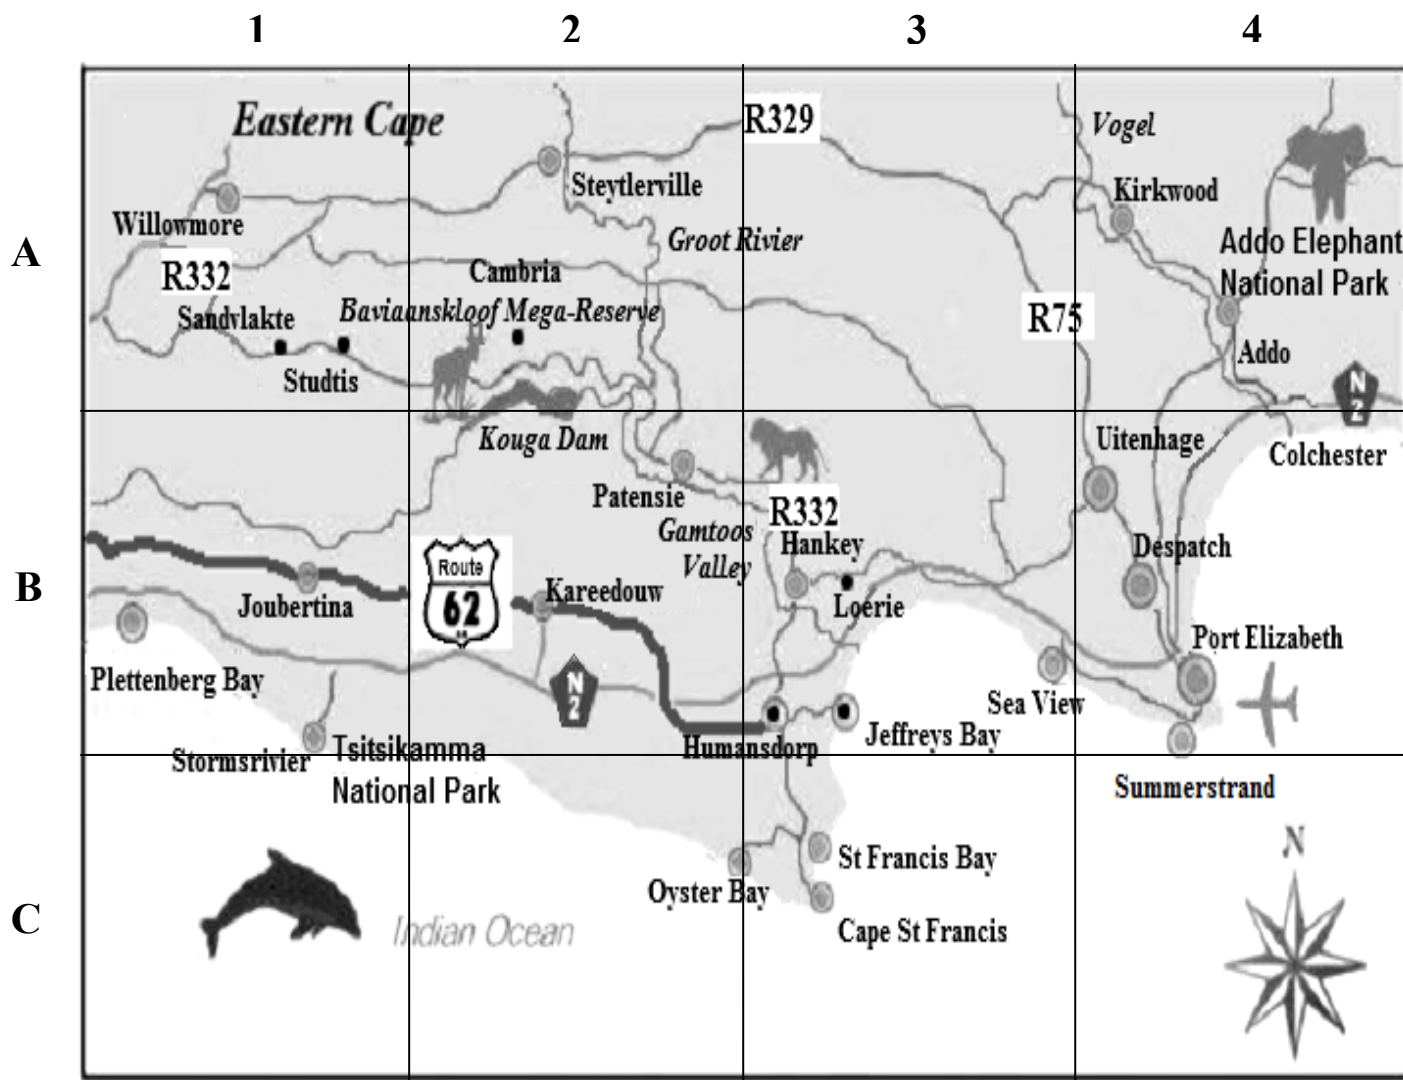 1 2 3 4
Eastern Cape
R329
Vogel
Steytlerville
Kirkwood
Willowmore
Groot Rivier
Addo Elephant
National Park
A
R332
Cambria
Baviaanskloof Mega-Reserve
Sandvlakte
R75
Addo
Studtis
N
2
Kouga Dam
Uitenhage
Colchester
Patensie
R332
Gamtoos
Valley
Hankey
Despatch
B
Route
62
Kareedouw
Joubertina
Loerie
Port Elizabeth
Plettenberg Bay
N
2
Sea View
Jeffreys Bay
Humansdorp
Stormsrivier
Tsitsikamma
National Park
Summerstrand
N
St Francis Bay
Oyster Bay
C
Indian Ocean
Cape St Francis